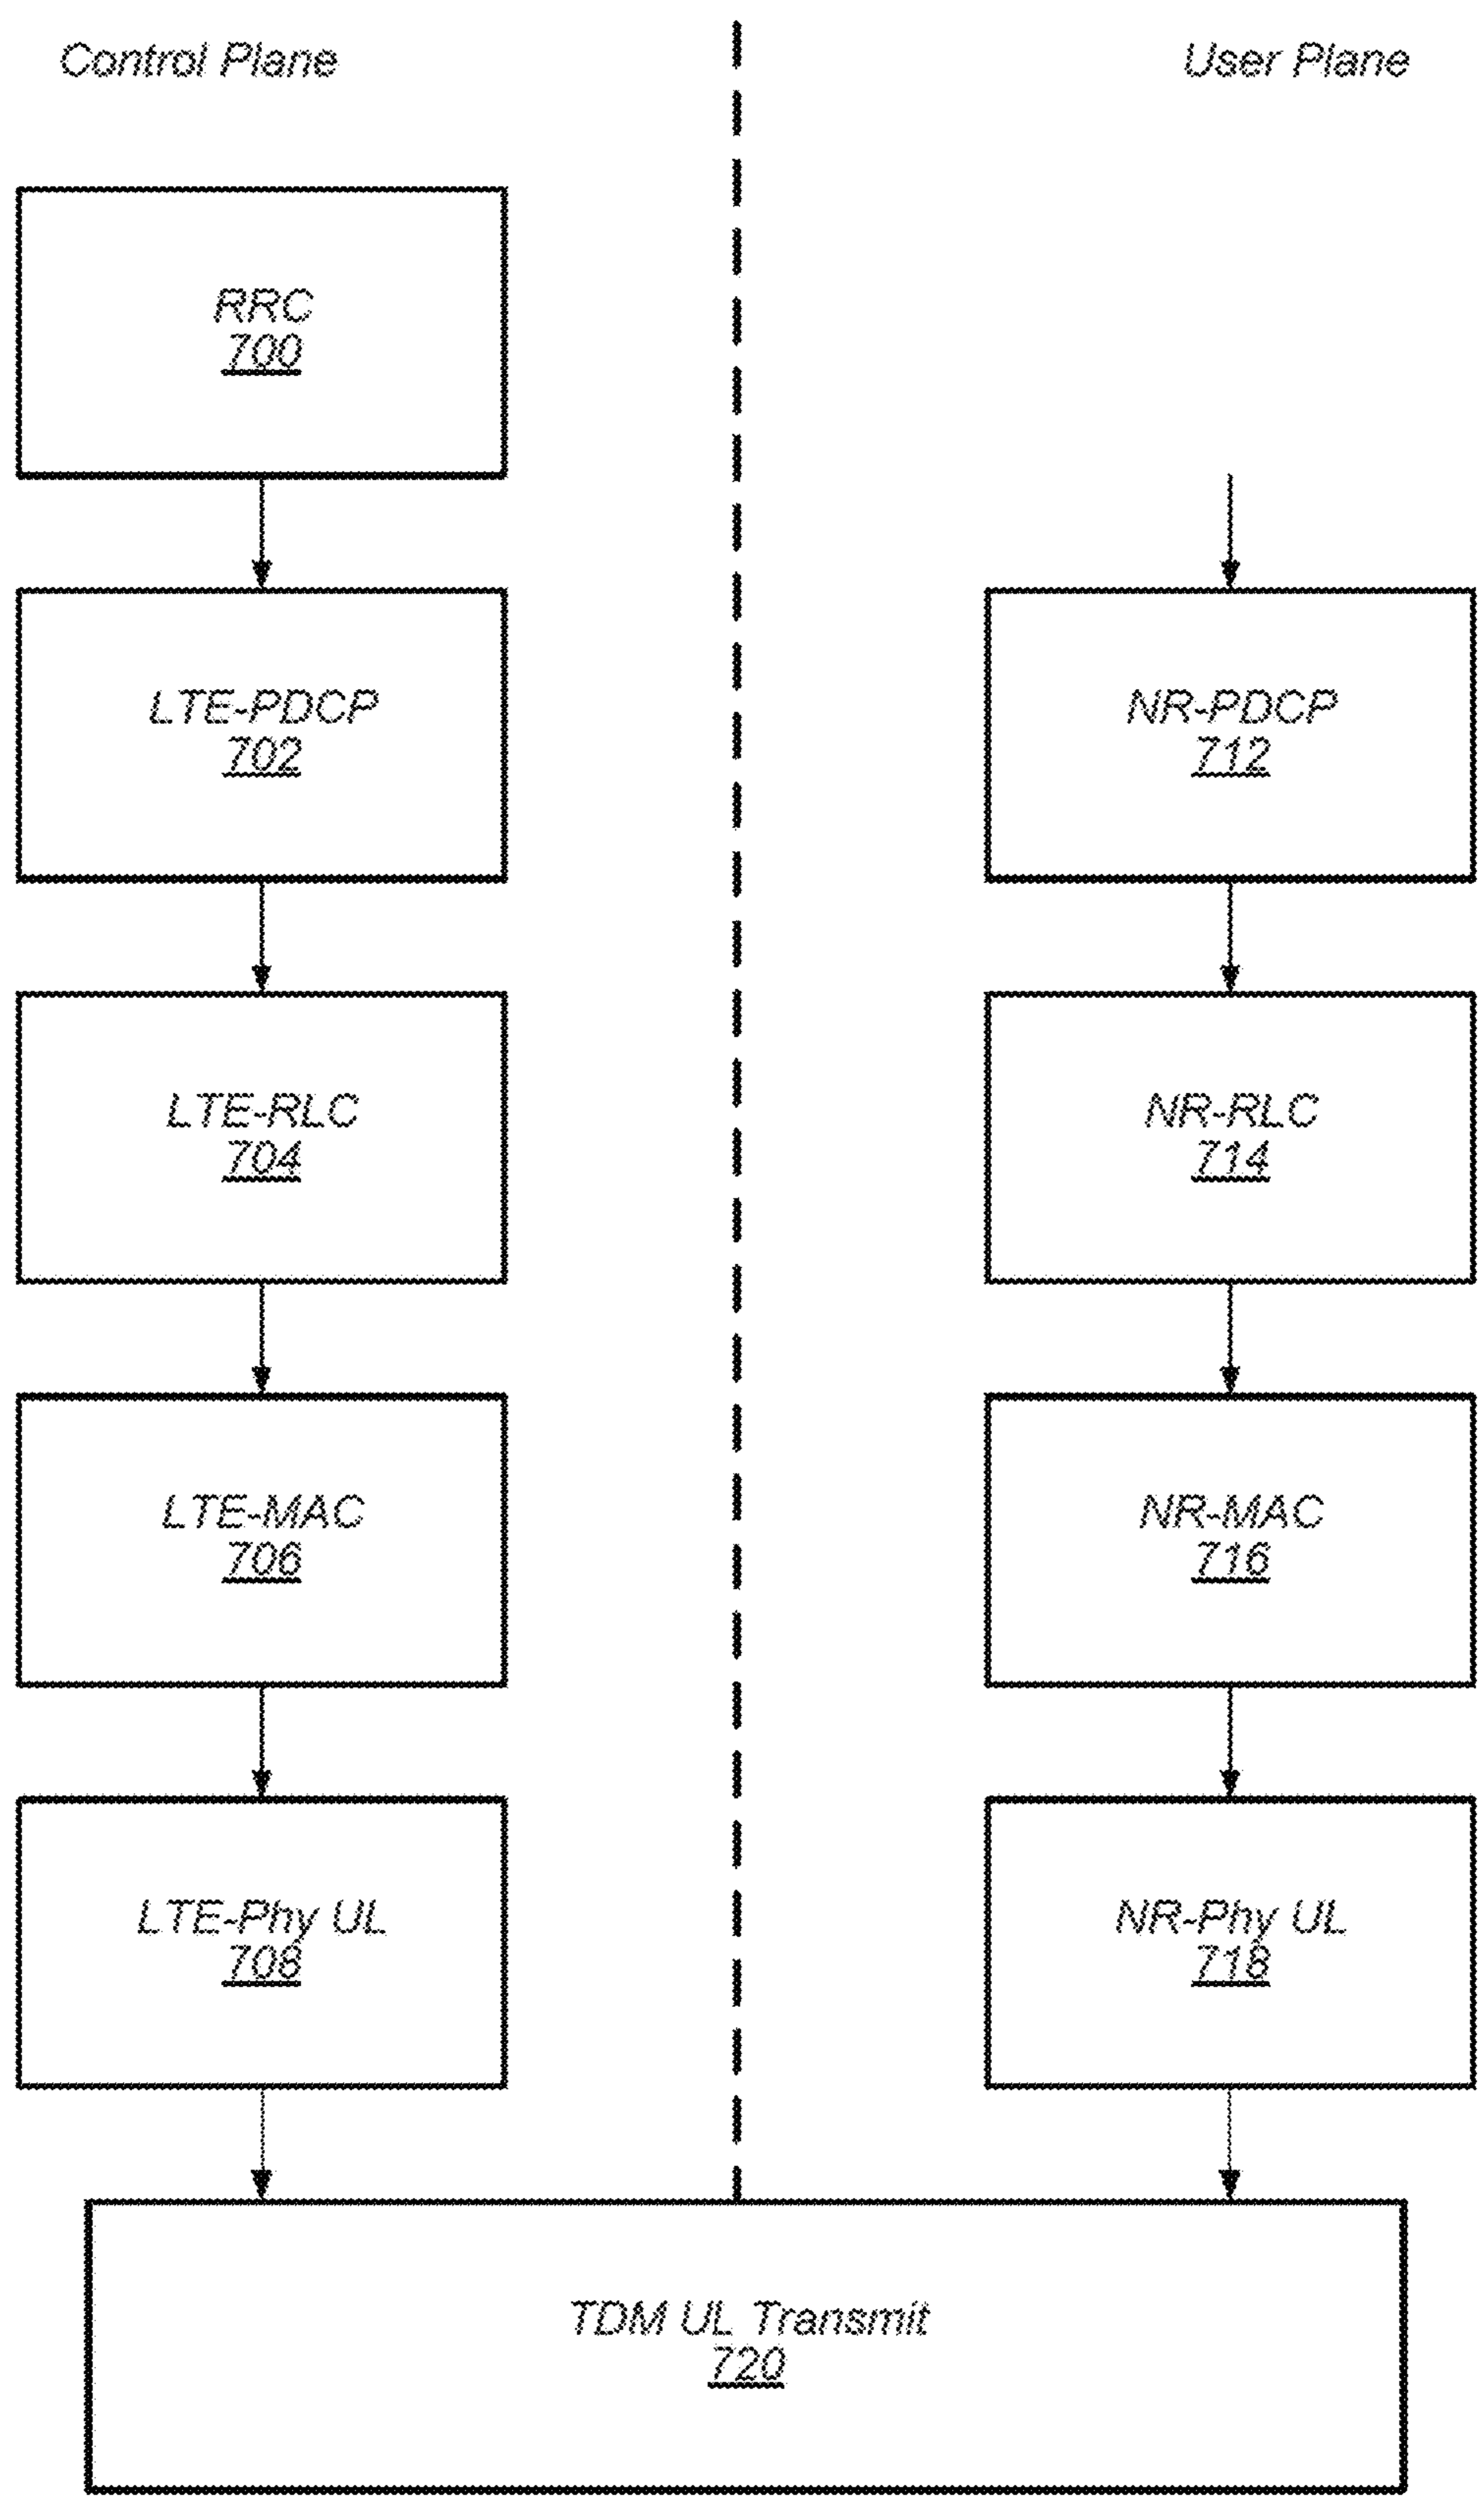 Control Plane
User Plane
RRC
700
LTE-PDCP
702
NR-PDCP
712
LTE-RLC
704
NR-RLC
714
LTE-MAC
706
NR-MAC
716
LTE-Phy UL
708
NR-Phy UL
718
TDM UL Transmit
720